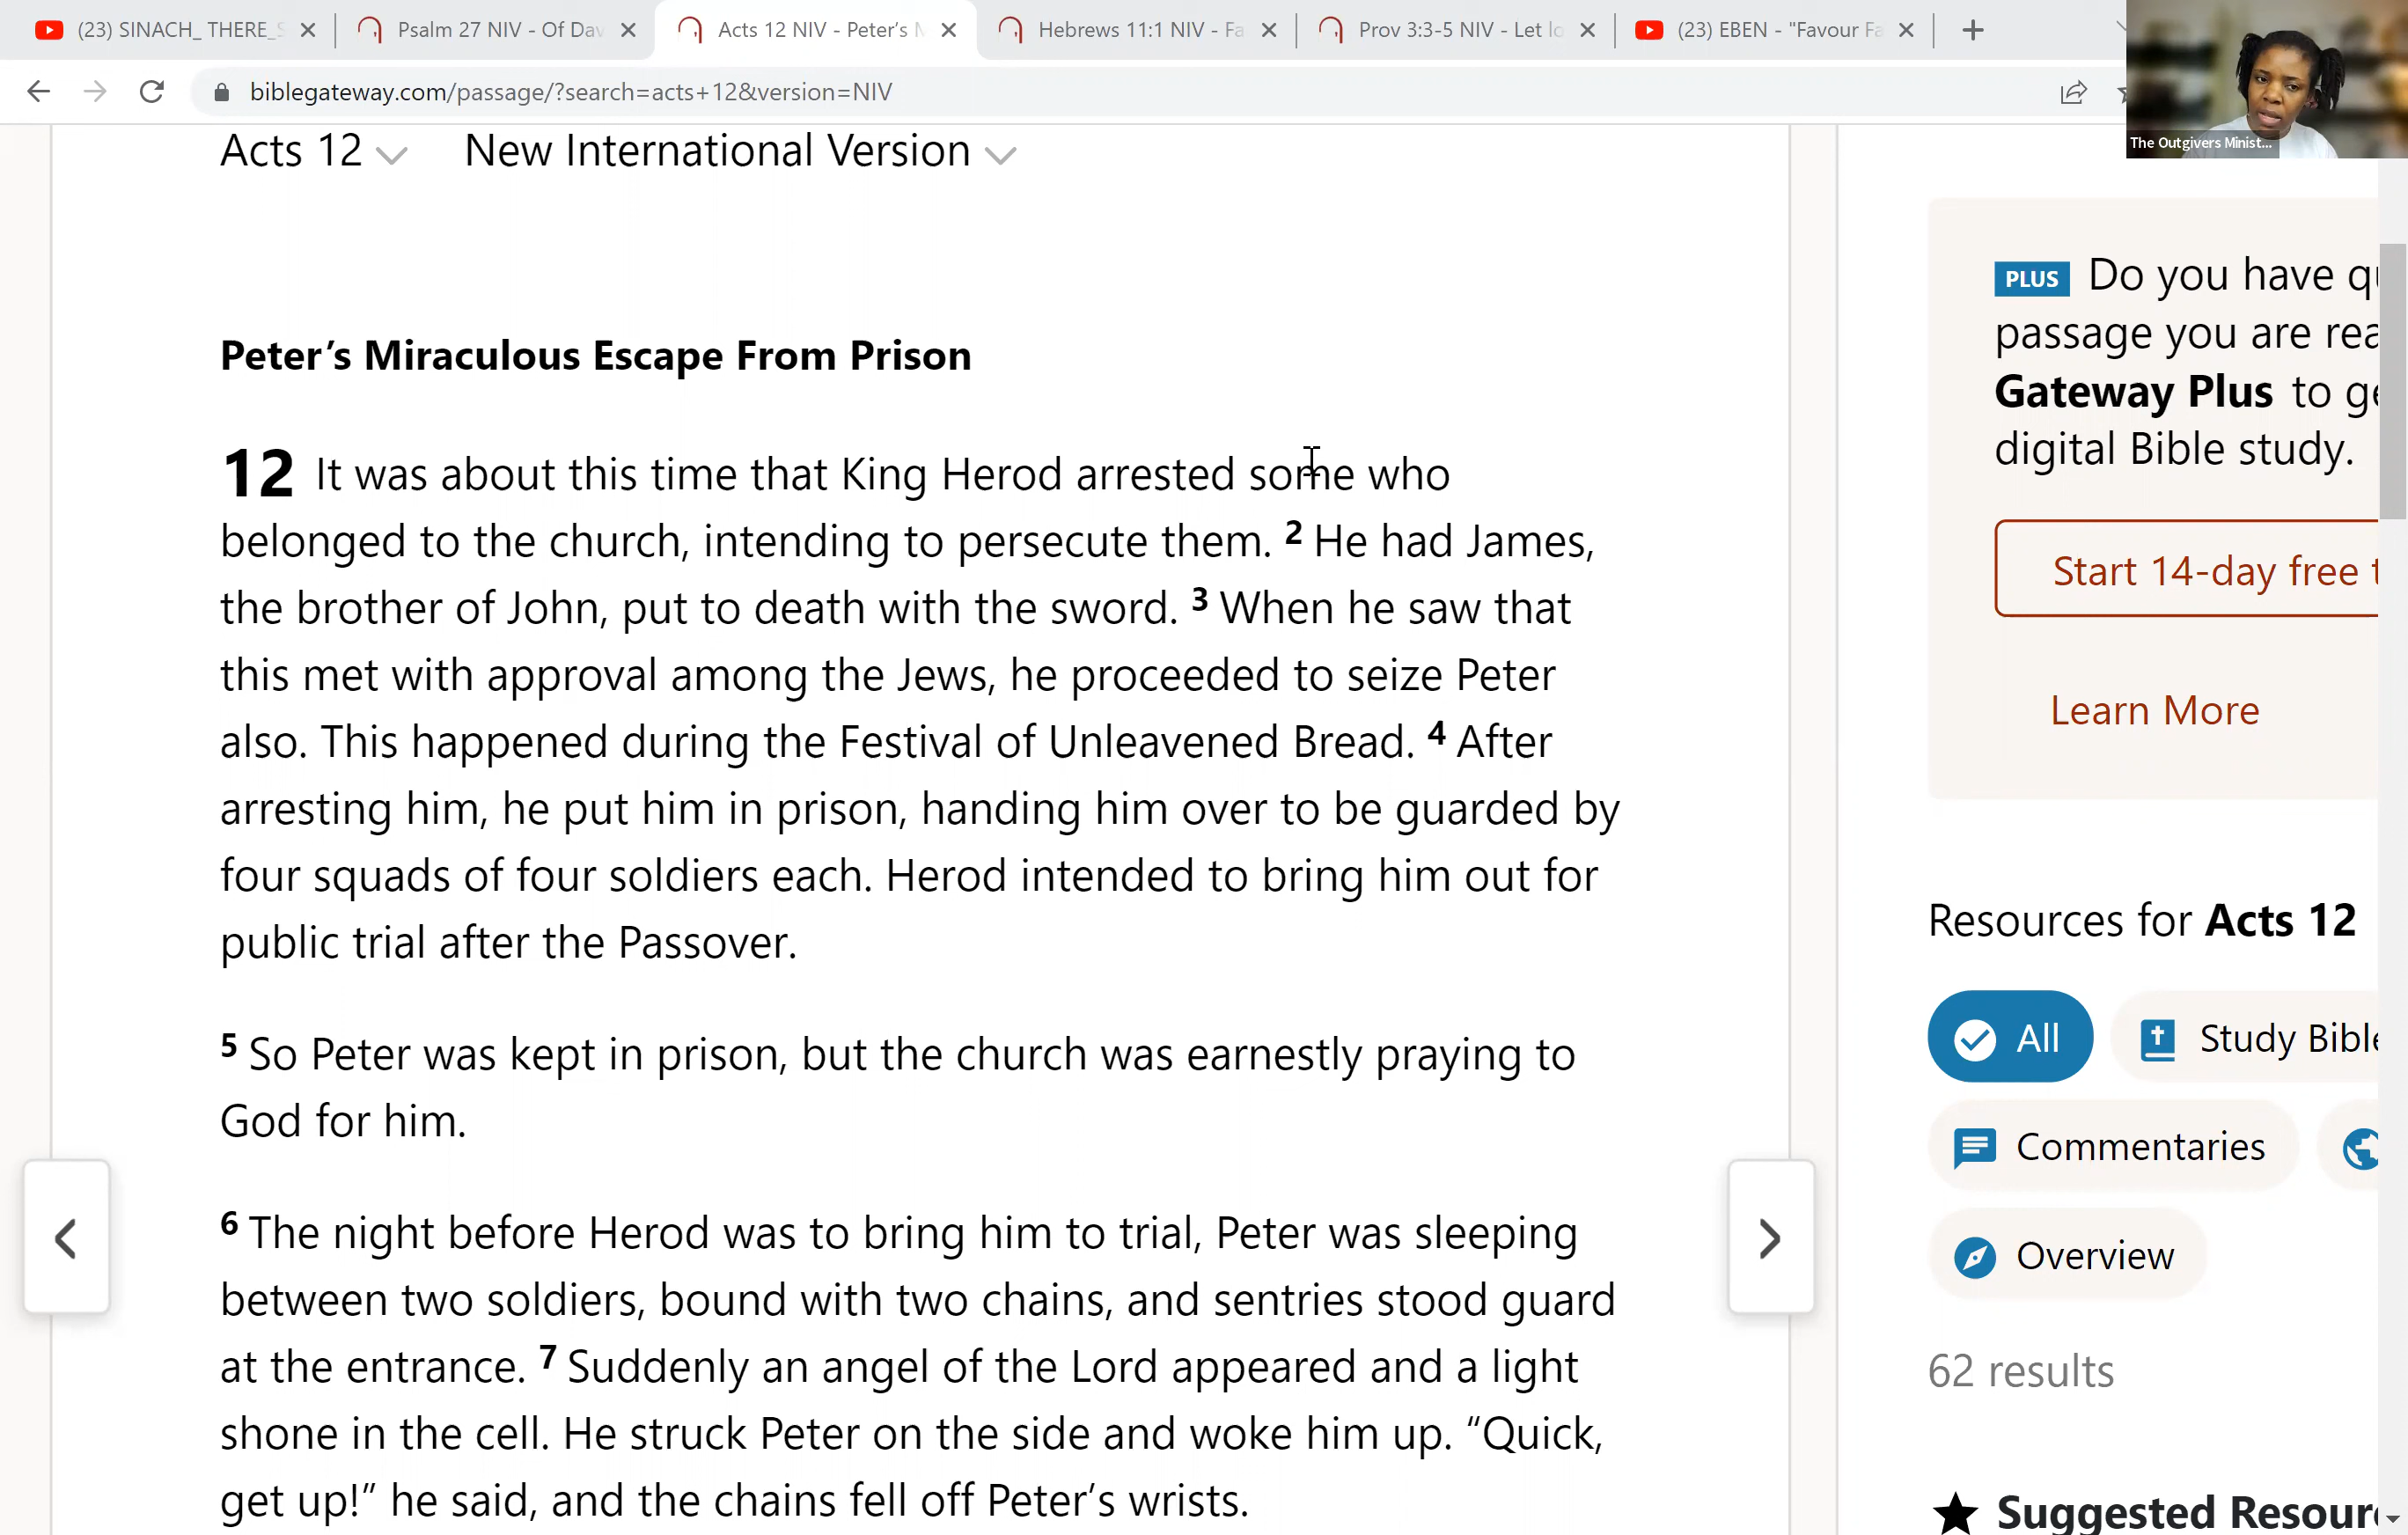 (23) SINACH_ THERE_S
Psalm 27 NIV - Of Dav
Acts 12 NIV - Peter's M
Hebrews 11:1 NIV - Fa
Prov 3:3-5 NIV - Let lo
(23) EBEN - "Favour Fa
biblegateway.com/passage/?search=acts+12&version=NIV
The Outgivers Minist...
Acts 12
New International Version
Peter’s Miraculous Escape From Prison
12 It was about this time that King Herod arrested some who
belonged to the church, intending to persecute them. 2 He had James,
the brother of John, put to death with the sword. 3 When he saw that
this met with approval among the Jews, he proceeded to seize Peter
also. This happened during the Festival of Unleavened Bread. 4 After
arresting him, he put him in prison, handing him over to be guarded by
four squads of four soldiers each. Herod intended to bring him out for
public trial after the Passover.
5 So Peter was kept in prison, but the church was earnestly praying to
God for him.
6 The night before Herod was to bring him to trial, Peter was sleeping
between two soldiers, bound with two chains, and sentries stood guard
at the entrance. 7 Suddenly an angel of the Lord appeared and a light
shone in the cell. He struck Peter on the side and woke him up. “Quick,
get up!” he said, and the chains fell off Peter’s wrists.
PLUS Do you have
passage you are
Gateway Plus to
digital Bible study.
Start 14-day free
Learn More
Resources for Acts 12
All
Study Bible
Commentaries
Overview
62 results
Suggested